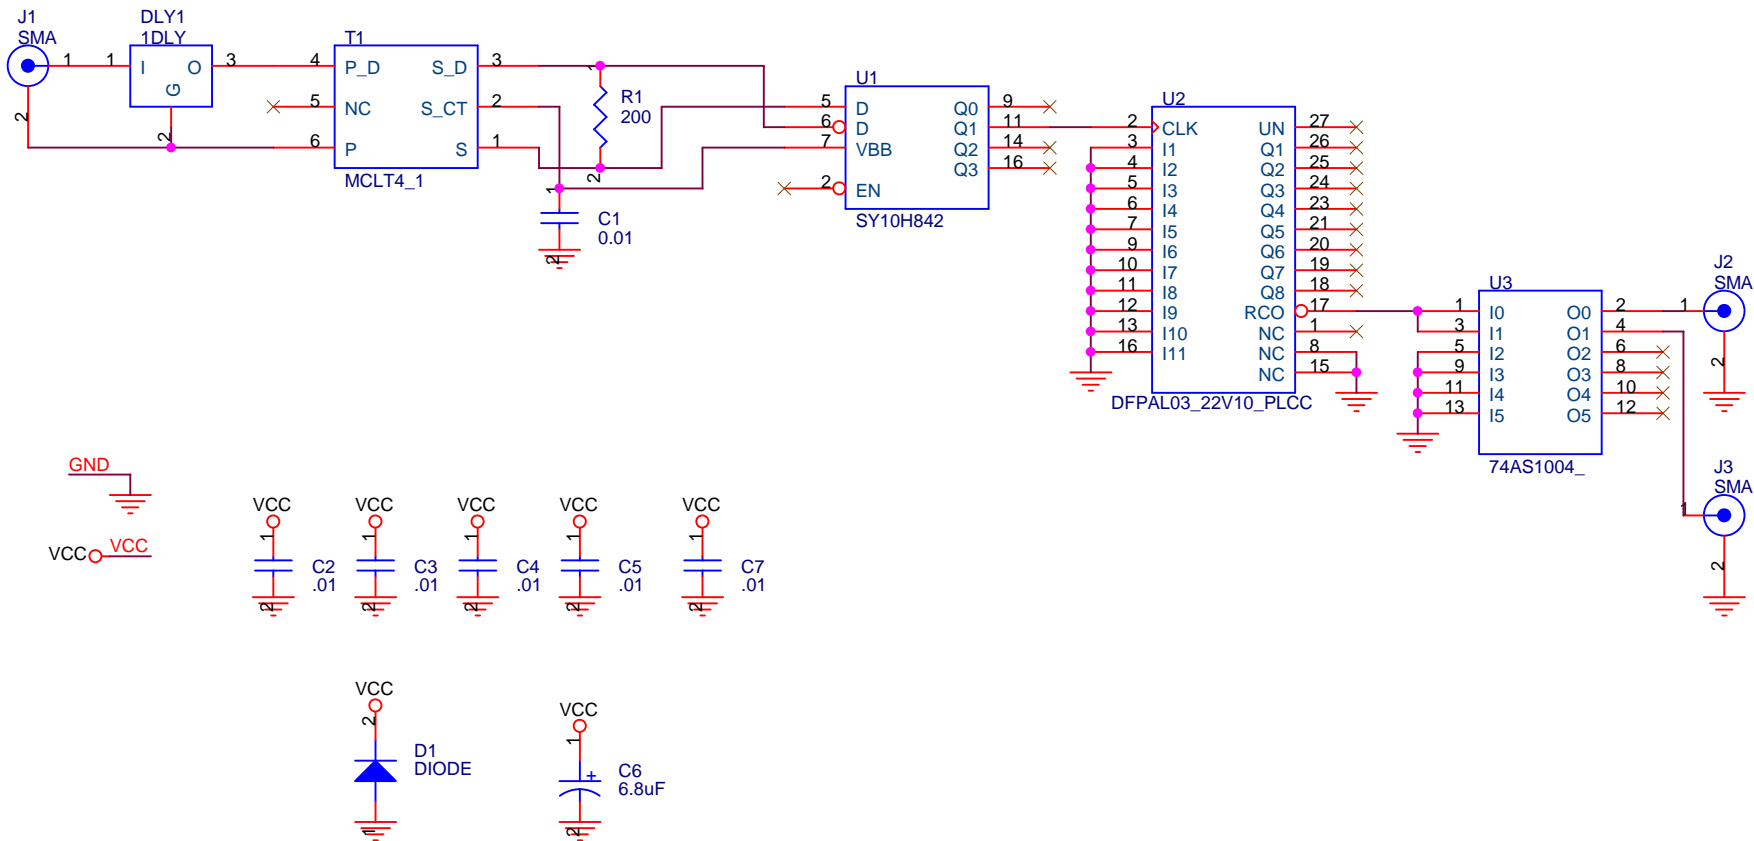 J1
SMA
1
2
DLY1
1DLY
1
I
O
3
G
2
T1
4
P_D
S_D
3
5
NC
S_CT
2
6
P
S
1
MCLT4_1
1
R1
200
2
1
C1
0.01
2
U1
5
D
Q0
9
6
D
Q1
11
7
VBB
Q2
14
Q3
16
2
EN
SY10H842
U2
2
CLK
UN
27
3
I1
Q1
26
4
I2
Q2
25
5
I3
Q3
24
6
I4
Q4
23
7
I5
Q5
21
9
I6
Q6
20
10
I7
Q7
19
11
I8
Q8
18
12
I9
RCO
17
13
I10
NC
1
16
I11
NC
8
NC
15
DFPAL03_22V10_PLCC
U3
1
I0
O0
2
3
I1
O1
4
5
I2
O2
6
9
I3
O3
8
11
I4
O4
10
13
I5
O5
12
74AS1004_
J2
SMA
1
2
J3
SMA
1
2
GND
VCC
VCC
VCC
1
C2
.01
2
VCC
1
C3
.01
2
VCC
1
C4
.01
2
VCC
1
C5
.01
2
VCC
1
C7
.01
2
VCC
2
D1
DIODE
1
VCC
1
+
C6
6.8uF
2